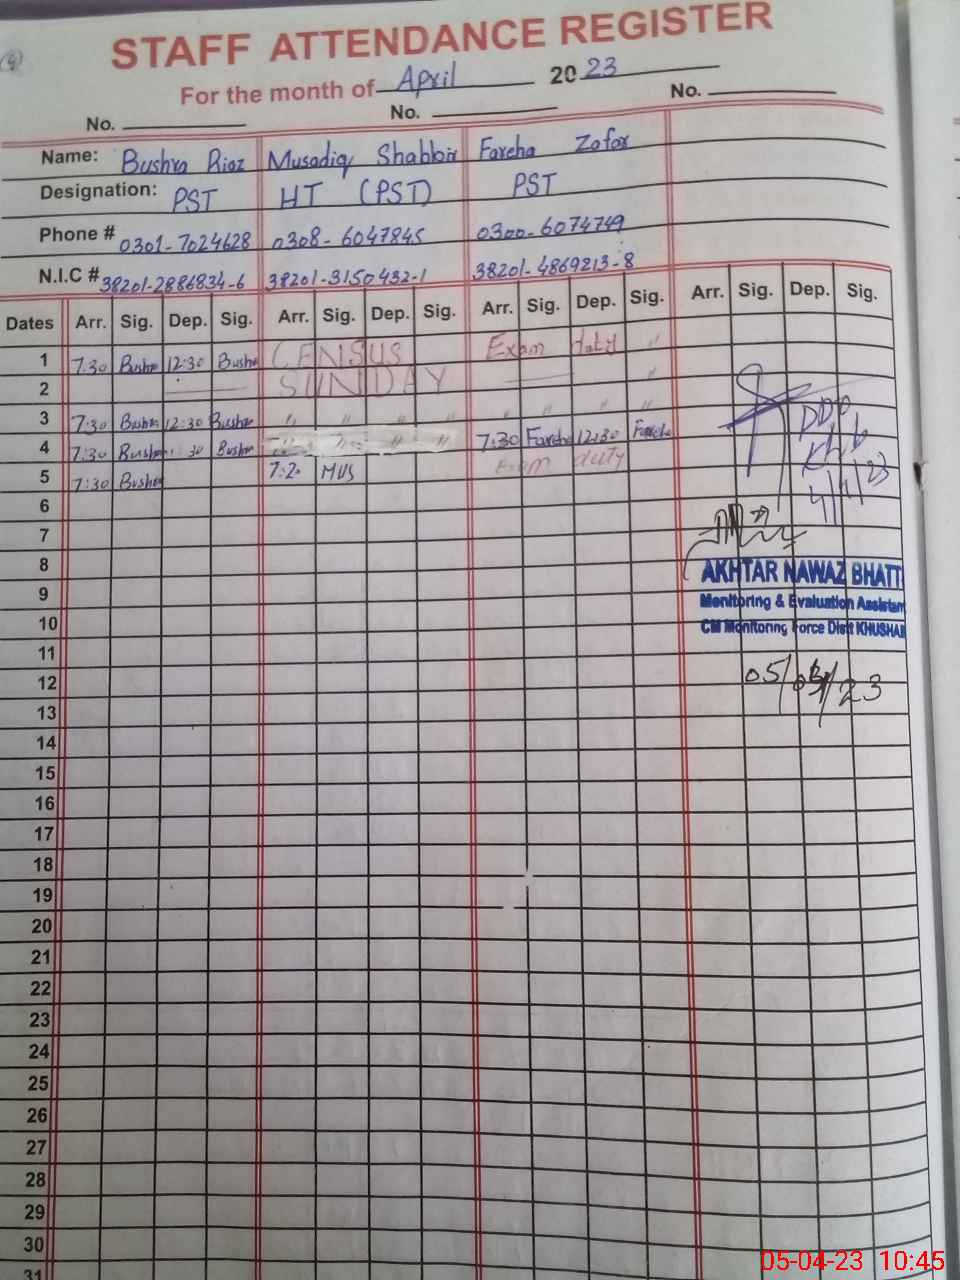 STAFF ATTENDANCE REGISTER
For the month of April 2023
No. No. No.
Name: Bushra Riaz Musadiq Shabbir Fareha Zafar
Designation: PST HT (PST) PST
Phone # 0301-7024628 0308-6047845 0300-6074749
N.I.C # 38201-2886834-6 38201-3150432-1 38201-4869213-8
Dates Arr. Sig. Dep. Sig. Arr. Sig. Dep. Sig. Arr. Sig. Dep. Sig. Arr. Sig. Dep. Sig.
1 7:30 Bushra 12:30 Bushra CENSUS Exam duty "
2 SUNDAY "
3 7:30 Bushra 12:30 Bushra " " " " " " "
4 7:30 Bushra 30 Bushra " " " " 7:30 Fareha 12:30 Fareha
5 7:30 Bushra 7:20 MUS Exam duty
6
7
8
9
10
11
12
13
14
15
16
17
18
19
20
21
22
23
24
25
26
27
28
29
30
31
4/4/23
AKHTAR NAWAZ BHATTI
Monitoring & Evaluation Assistant
CM Monitoring Force Distt KHUSHAB
05/04/23
05-04-23 10:45